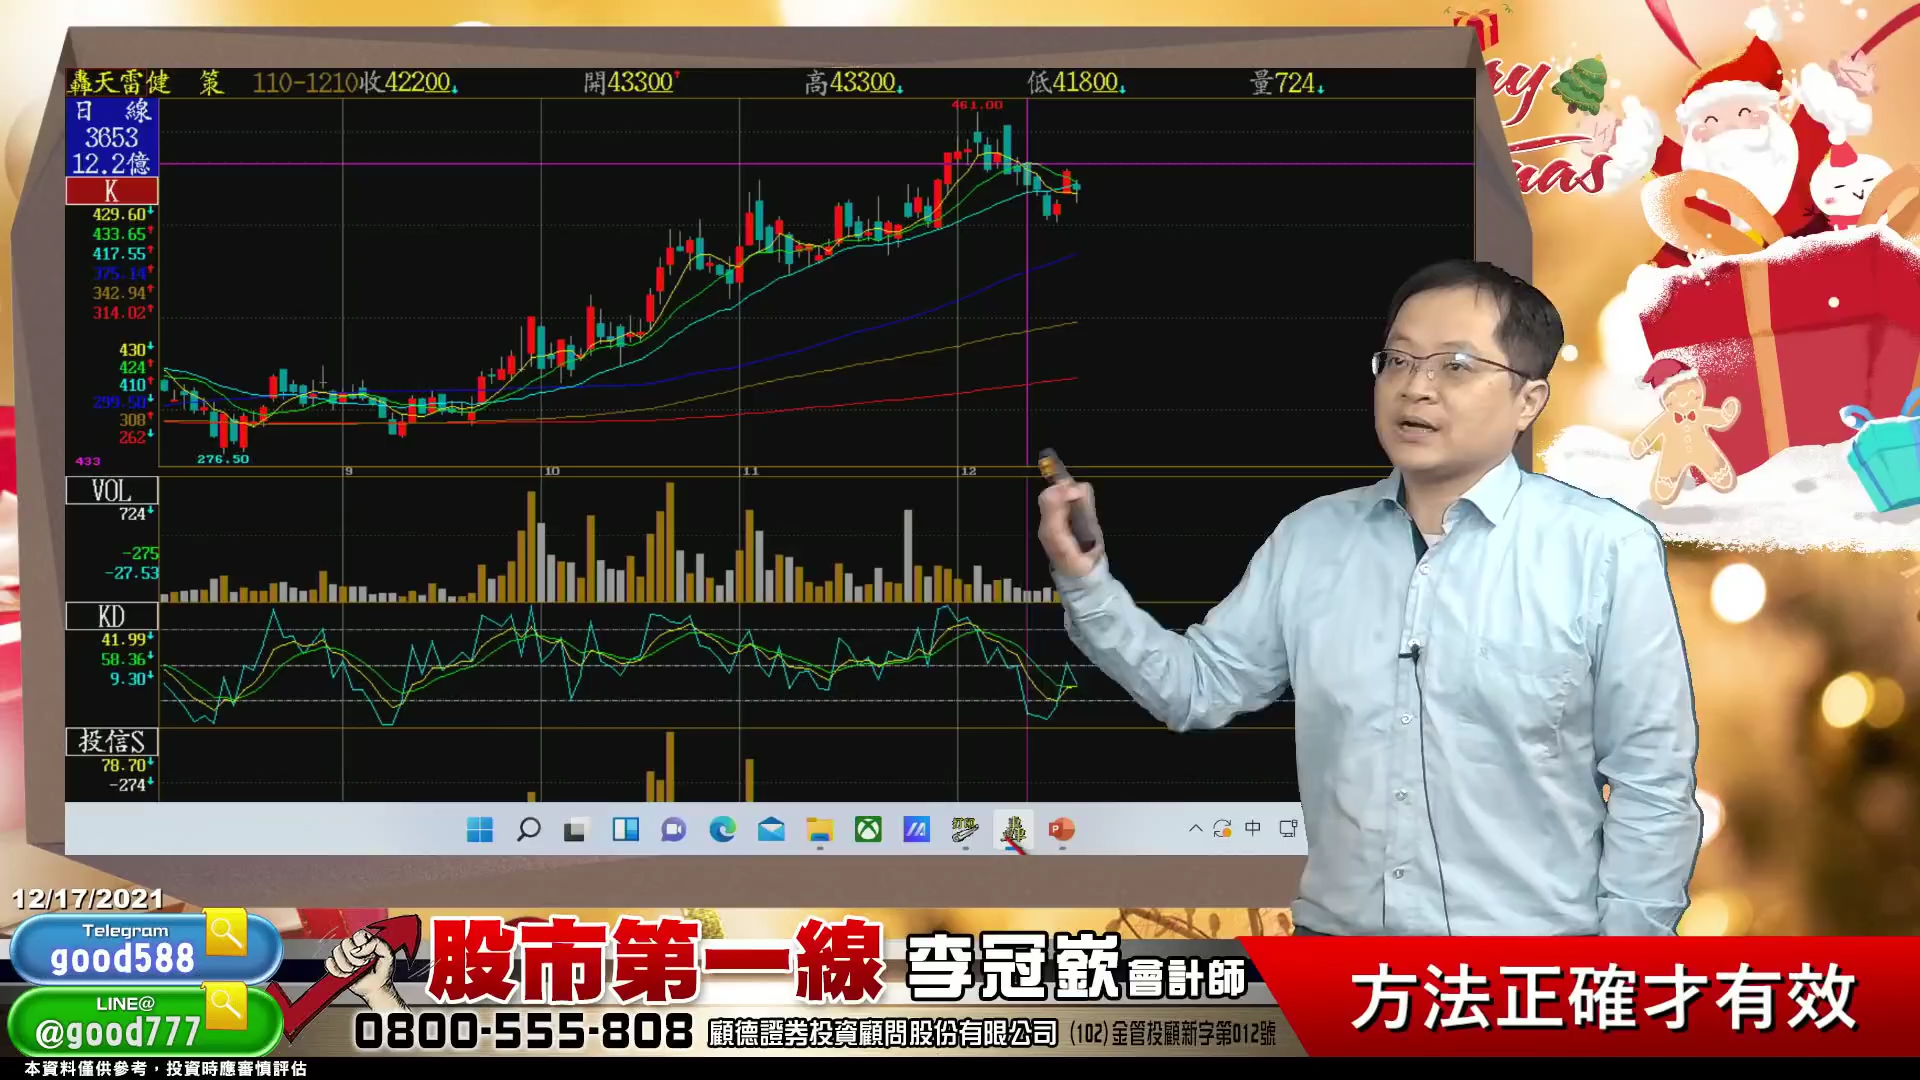 轟天雷健 策 110-1210收42200 開43300 高43300 低41800 量724
日 線
3653
12.2億
K
429.60
433.65
417.55
375.14
342.94
314.02
430
424
410
299.50
308
262
433
461.00
276.50
9 10 11 12
VOL
724
-275
-27.53
KD
41.99
58.36
9.30
投信S
78.70
-274
中
12/17/2021
Telegram
good588
LINE@
@good777
股市第一線 李冠嶔會計師
0800-555-808 顧德證券投資顧問股份有限公司 (102)金管投顧新字第012號
方法正確才有效
本資料僅供參考，投資時應審慎評估